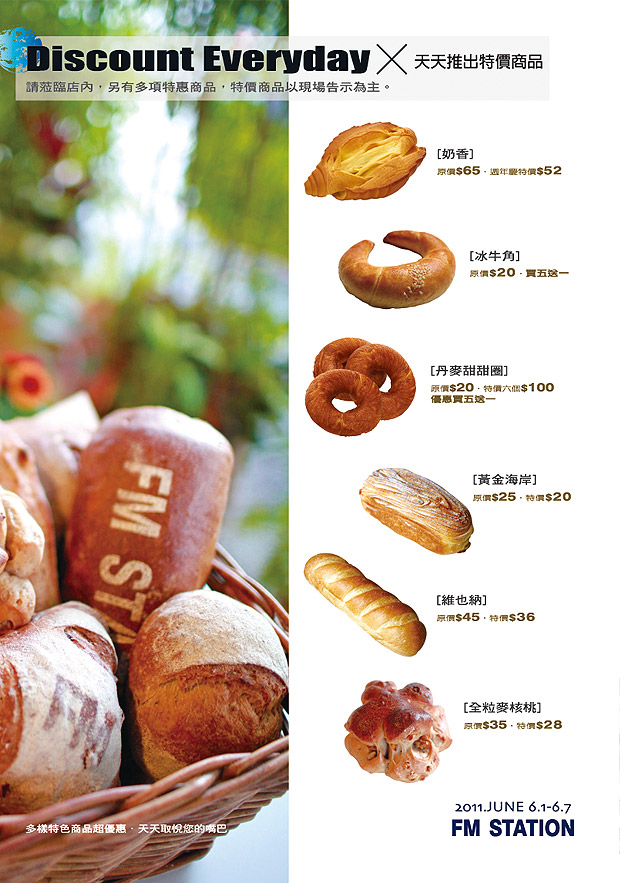 Discount Everyday × 天天推出特價商品
請蒞臨店內，另有多項特惠商品，特價商品以現場告示為主。
[奶香]
原價$65．週年慶特價$52
[冰牛角]
原價$20．買五送一
[丹麥甜甜圈]
原價$20．特價六個$100
優惠買五送一
[黃金海岸]
原價$25．特價$20
FM STA
[維也納]
原價$45．特價$36
[全粒麥核桃]
原價$35．特價$28
2011.JUNE 6.1-6.7
FM STATION
多樣特色商品超優惠．天天取悅您的嘴巴